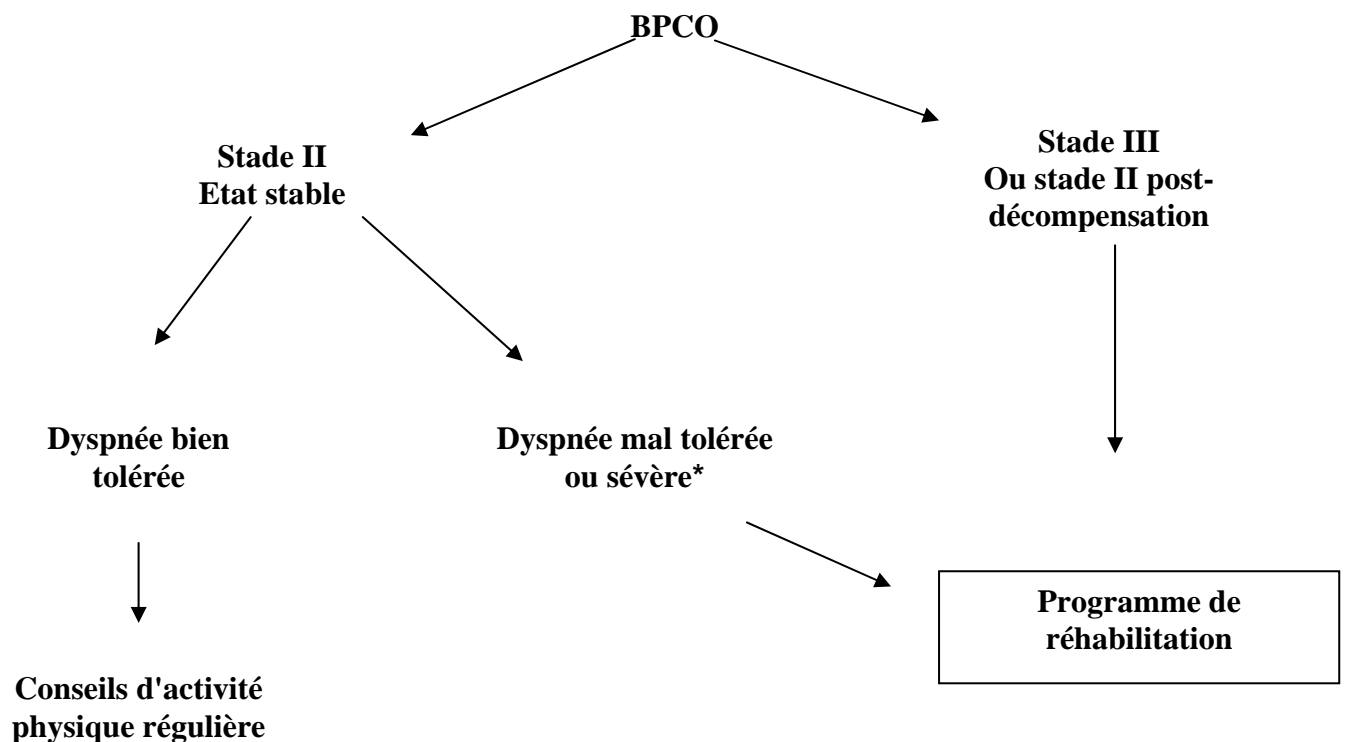 BPCO
Stade II
Etat stable
Stade III
Ou stade II post-
décompensation
Dyspnée bien
tolérée
Dyspnée mal tolérée
ou sévère*
Programme de
réhabilitation
Conseils d'activité
physique régulière